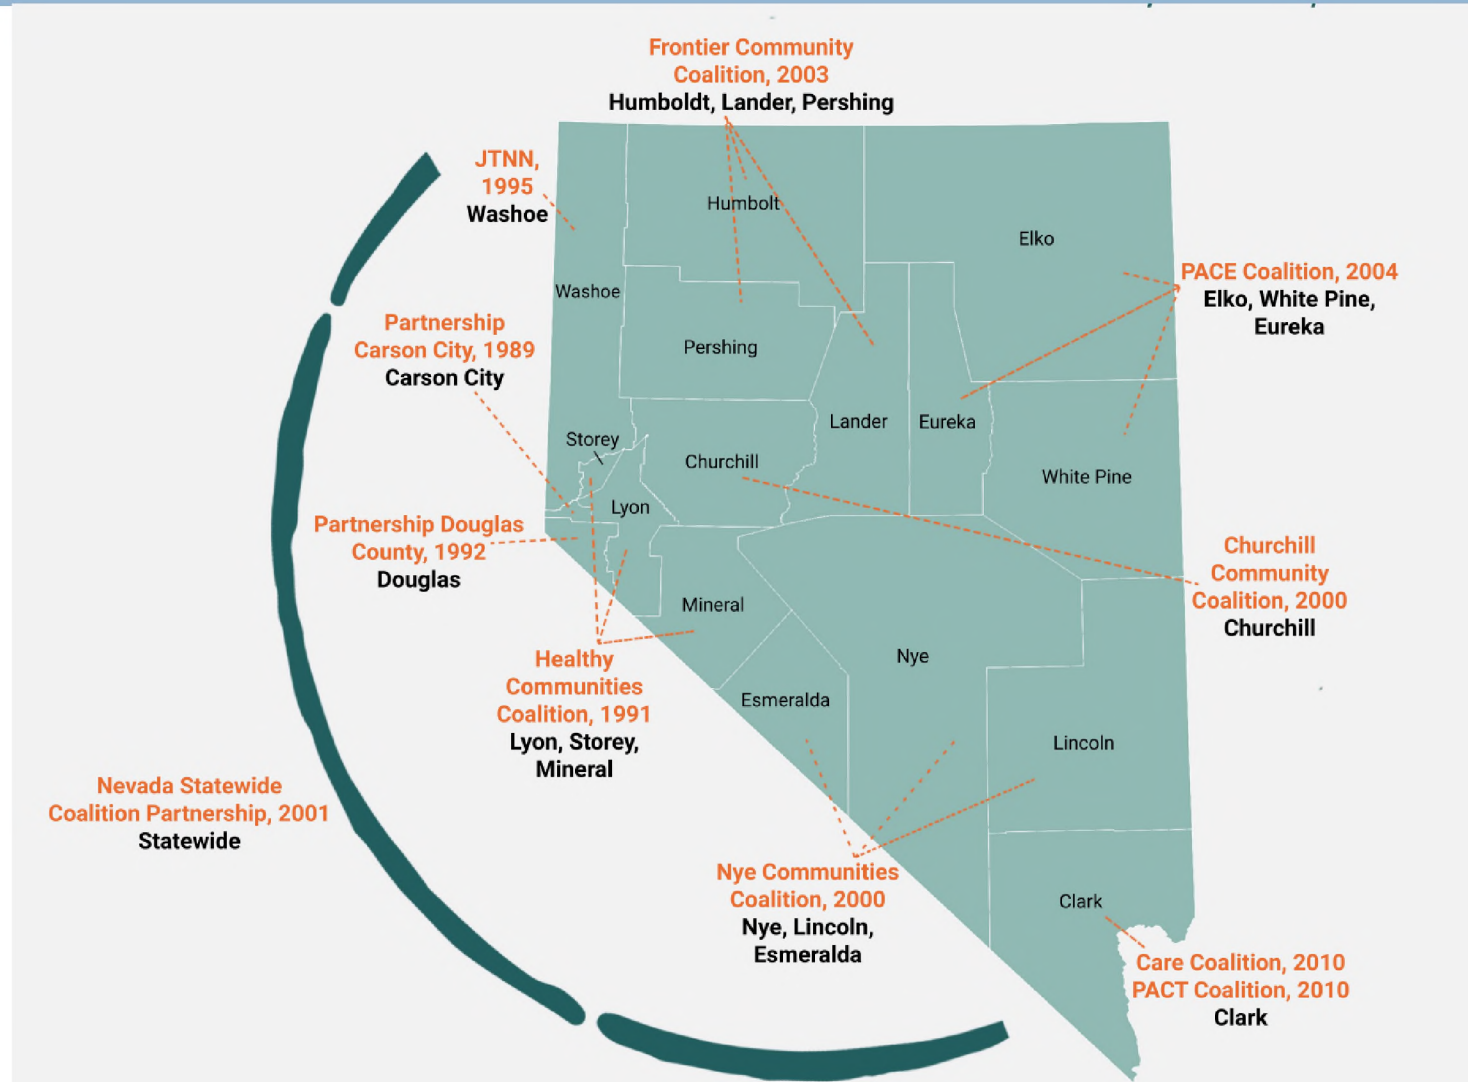 Frontier Community
Coalition, 2003
Humboldt, Lander, Pershing
JTNN,
1995
Washoe
Humbolt
Elko
Washoe
PACE Coalition, 2004
Elko, White Pine,
Eureka
Partnership
Carson City, 1989
Carson City
Pershing
Lander
Eureka
Storey
Churchill
White Pine
Lyon
Partnership Douglas
County, 1992
Douglas
Churchill
Community
Coalition, 2000
Churchill
Mineral
Nye
Healthy
Communities
Coalition, 1991
Lyon, Storey,
Mineral
Esmeralda
Lincoln
Nevada Statewide
Coalition Partnership, 2001
Statewide
Nye Communities
Coalition, 2000
Nye, Lincoln,
Esmeralda
Clark
Care Coalition, 2010
PACT Coalition, 2010
Clark